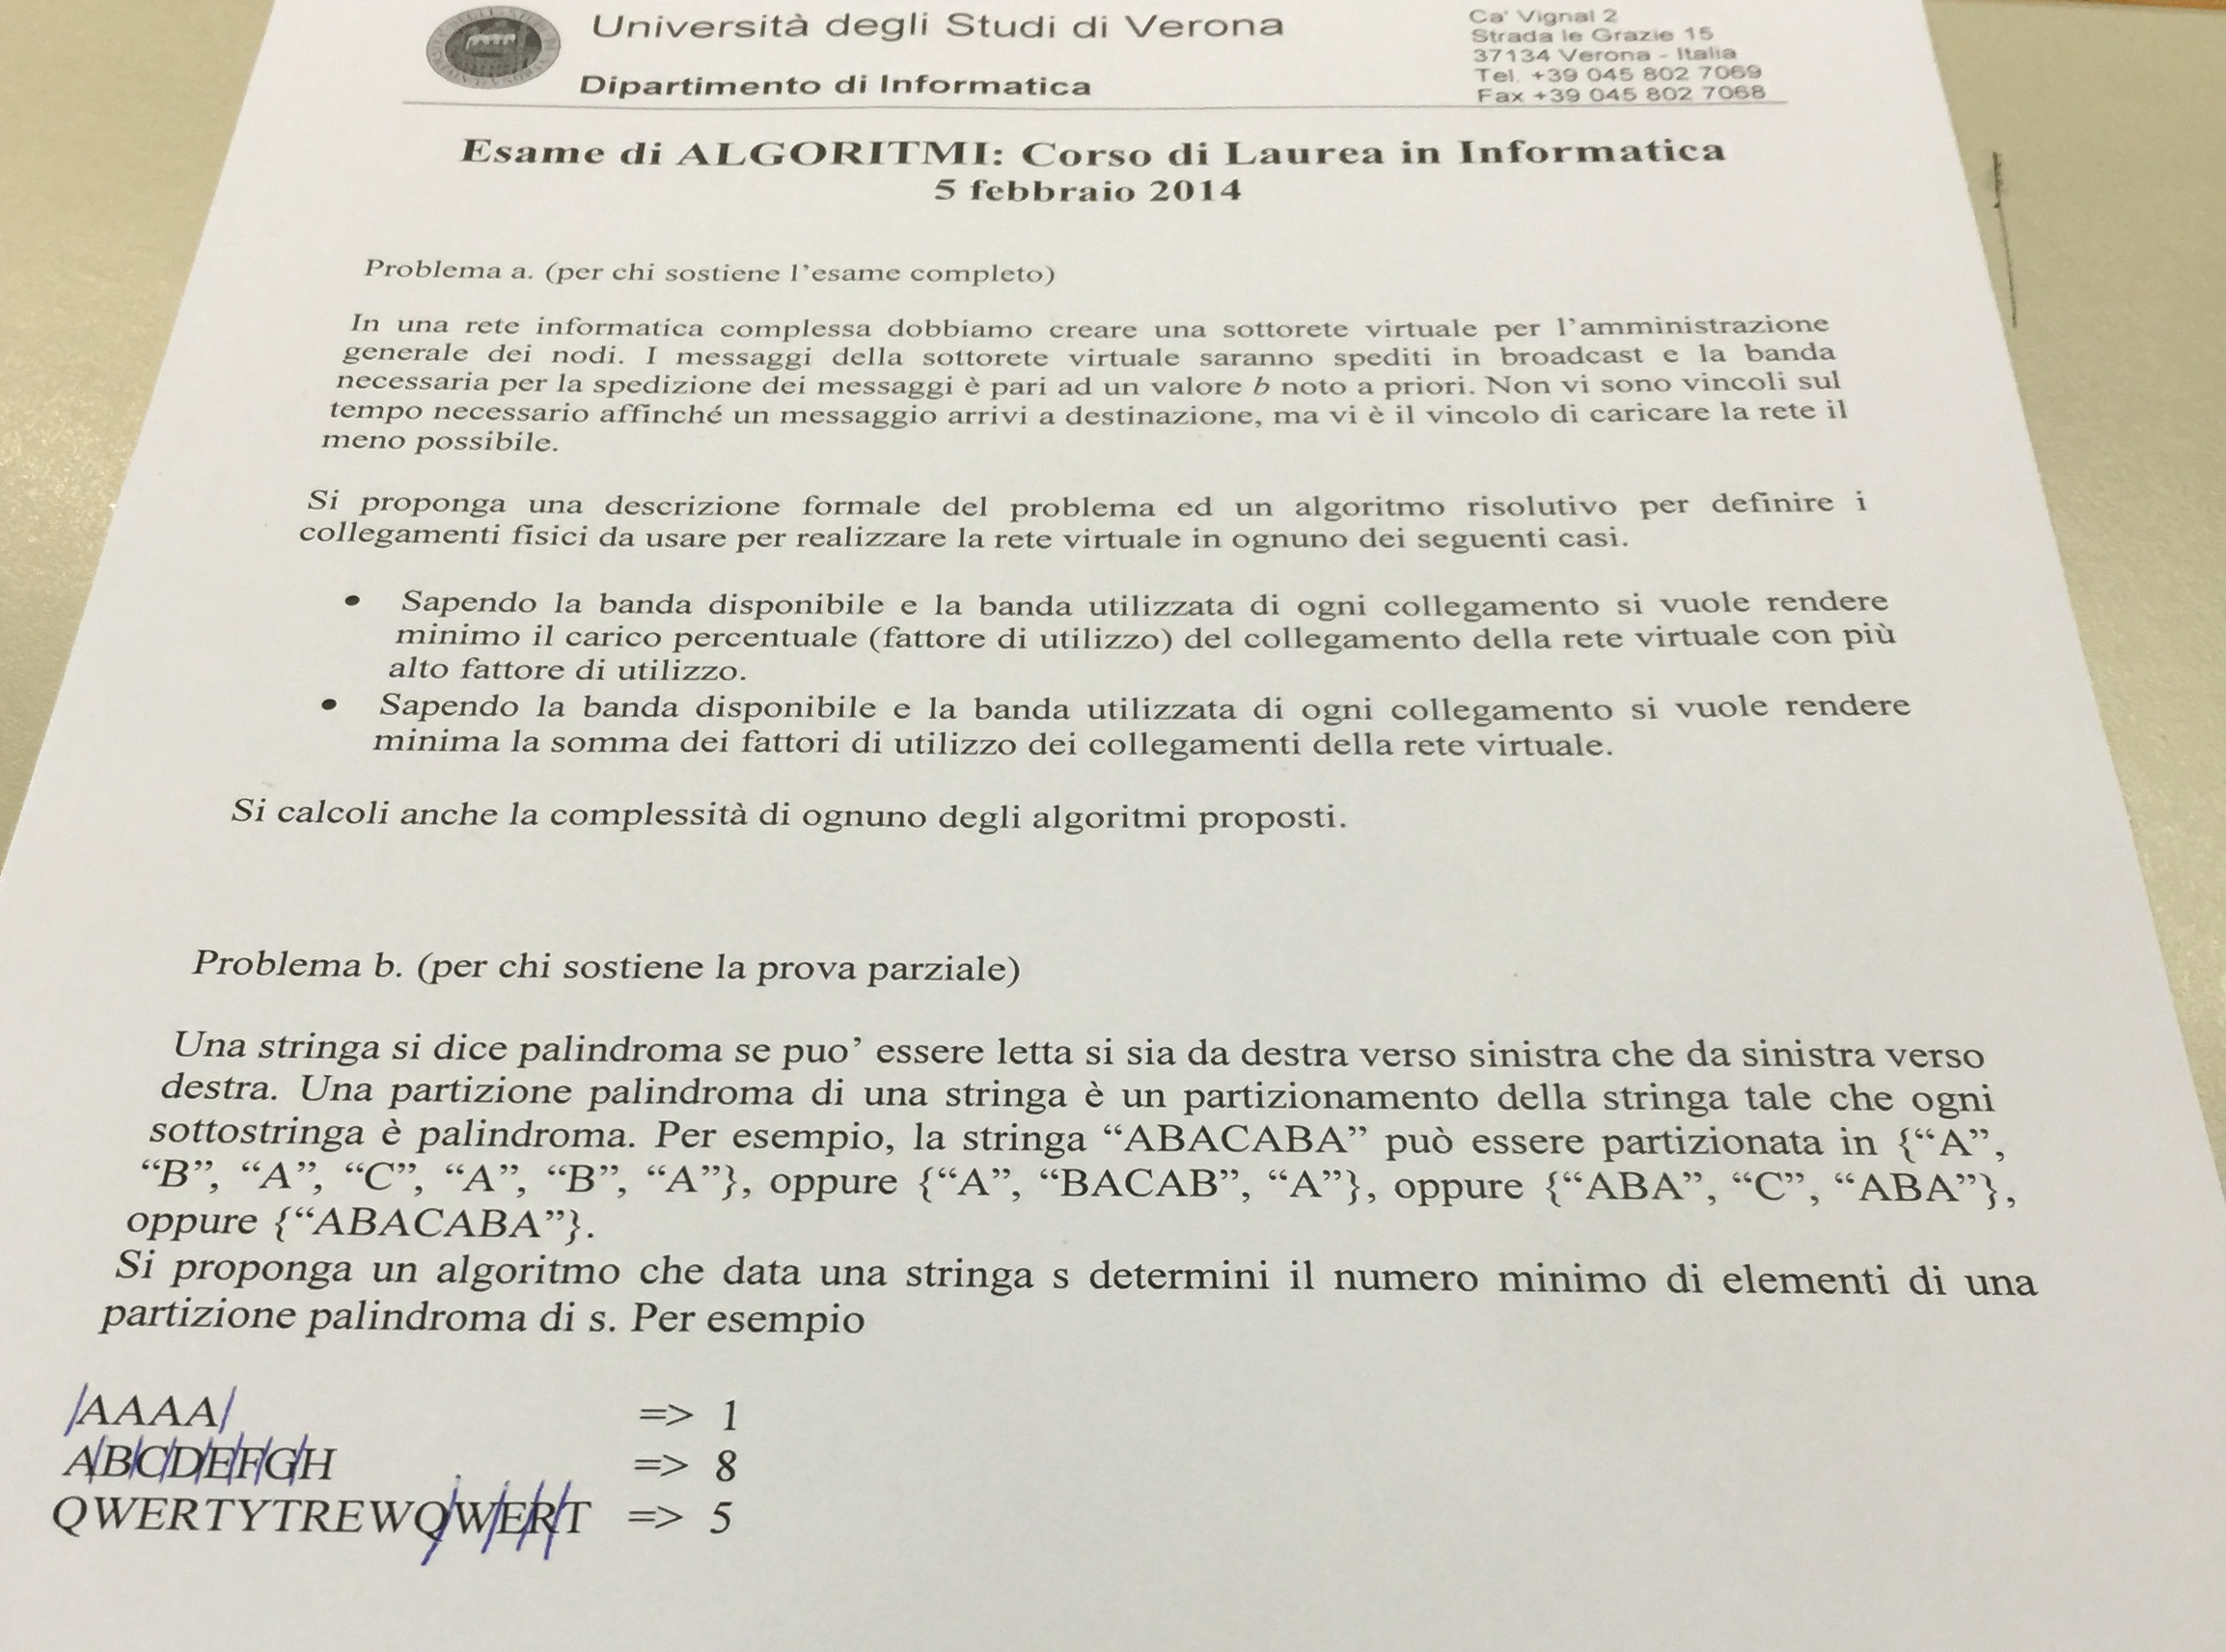 Università degli Studi di Verona
Dipartimento di Informatica
Ca' Vignal 2
Strada le Grazie 15
37134 Verona - Italia
Tel. +39 045 802 7069
Fax +39 045 802 7068
Esame di ALGORITMI: Corso di Laurea in Informatica
5 febbraio 2014
Problema a. (per chi sostiene l'esame completo)
In una rete informatica complessa dobbiamo creare una sottorete virtuale per l'amministrazione
generale dei nodi. I messaggi della sottorete virtuale saranno spediti in broadcast e la banda
necessaria per la spedizione dei messaggi è pari ad un valore b noto a priori. Non vi sono vincoli sul
tempo necessario affinché un messaggio arrivi a destinazione, ma vi è il vincolo di caricare la rete il
meno possibile.
Si proponga una descrizione formale del problema ed un algoritmo risolutivo per definire i
collegamenti fisici da usare per realizzare la rete virtuale in ognuno dei seguenti casi.
• Sapendo la banda disponibile e la banda utilizzata di ogni collegamento si vuole rendere
minimo il carico percentuale (fattore di utilizzo) del collegamento della rete virtuale con più
alto fattore di utilizzo.
• Sapendo la banda disponibile e la banda utilizzata di ogni collegamento si vuole rendere
minima la somma dei fattori di utilizzo dei collegamenti della rete virtuale.
Si calcoli anche la complessità di ognuno degli algoritmi proposti.
Problema b. (per chi sostiene la prova parziale)
Una stringa si dice palindroma se puo' essere letta si sia da destra verso sinistra che da sinistra verso
destra. Una partizione palindroma di una stringa è un partizionamento della stringa tale che ogni
sottostringa è palindroma. Per esempio, la stringa “ABACABA” può essere partizionata in {“A”,
“B”, “A”, “C”, “A”, “B”, “A”}, oppure {“A”, “BACAB”, “A”}, oppure {“ABA”, “C”, “ABA”},
oppure {“ABACABA”}.
Si proponga un algoritmo che data una stringa s determini il numero minimo di elementi di una
partizione palindroma di s. Per esempio
AAAA => 1
ABCDEFGH => 8
QWERTYTREWQWERT => 5